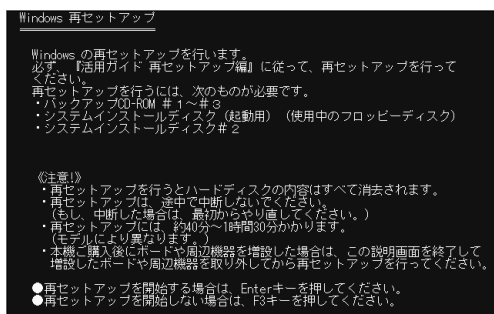 Windows 再セットアップ
Windows の再セットアップを行います。
必ず、『活用ガイド 再セットアップ編』に従って、再セットアップを行って
ください。
再セットアップを行うには、次のものが必要です。
・バックアップCD-ROM ＃１～＃３
・システムインストールディスク（起動用）（使用中のフロッピーディスク）
・システムインストールディスク＃２
《注意!》
・再セットアップを行うとハードディスクの内容はすべて消去されます。
・再セットアップは、途中で中断しないでください。
（もし、中断した場合は、最初からやり直してください。）
・再セットアップには、約40分～1時間30分かかります。
（モデルにより異なります。）
・本機ご購入後にボードや周辺機器を増設した場合は、この説明画面を終了して
増設したボードや周辺機器を取り外してから再セットアップを行ってください。
●再セットアップを開始する場合は、Enterキーを押してください。
●再セットアップを開始しない場合は、F3キーを押してください。